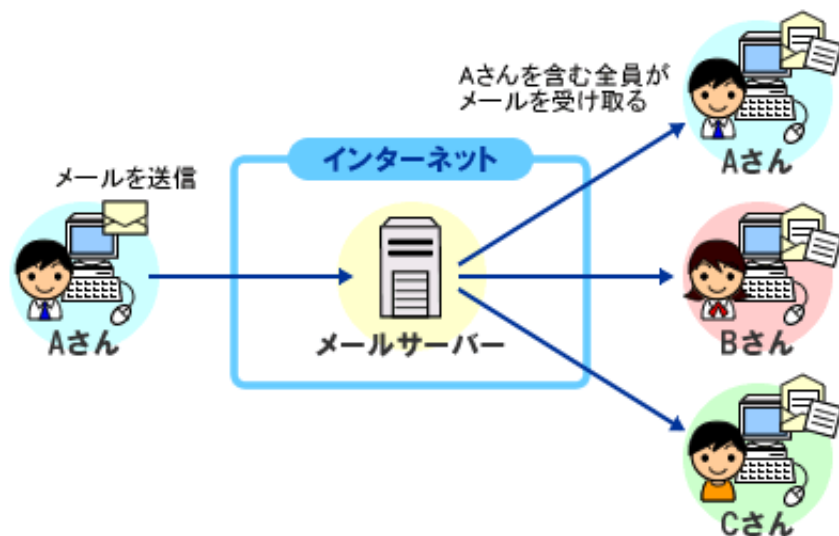 Aさんを含む全員が
メールを受け取る
インターネット
メールを送信
Aさん
メールサーバー
Aさん
Bさん
Cさん